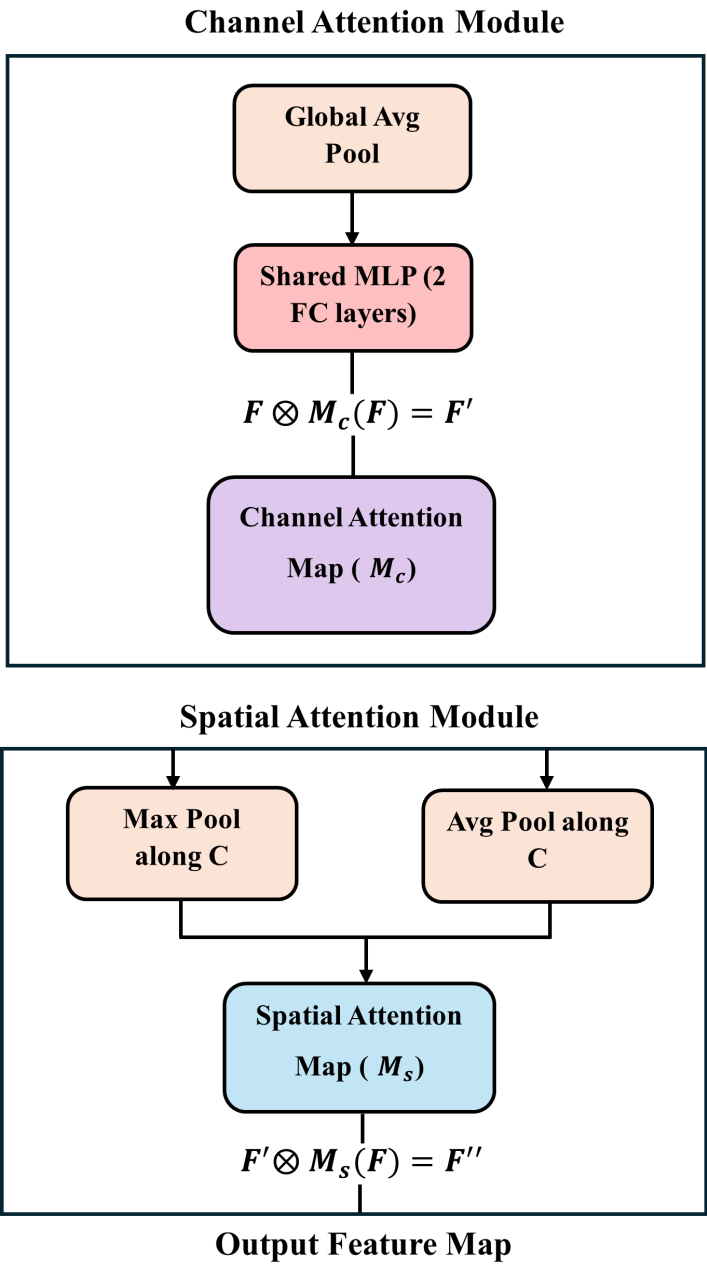 Channel Attention Module
Global Avg
Pool
Shared MLP (2
FC layers)
F ⊗ M_c(F) = F′
Channel Attention
Map ( M_c)
Spatial Attention Module
Max Pool
along C
Avg Pool along
C
Spatial Attention
Map ( M_s)
F′⊗ M_s(F) = F′′
Output Feature Map